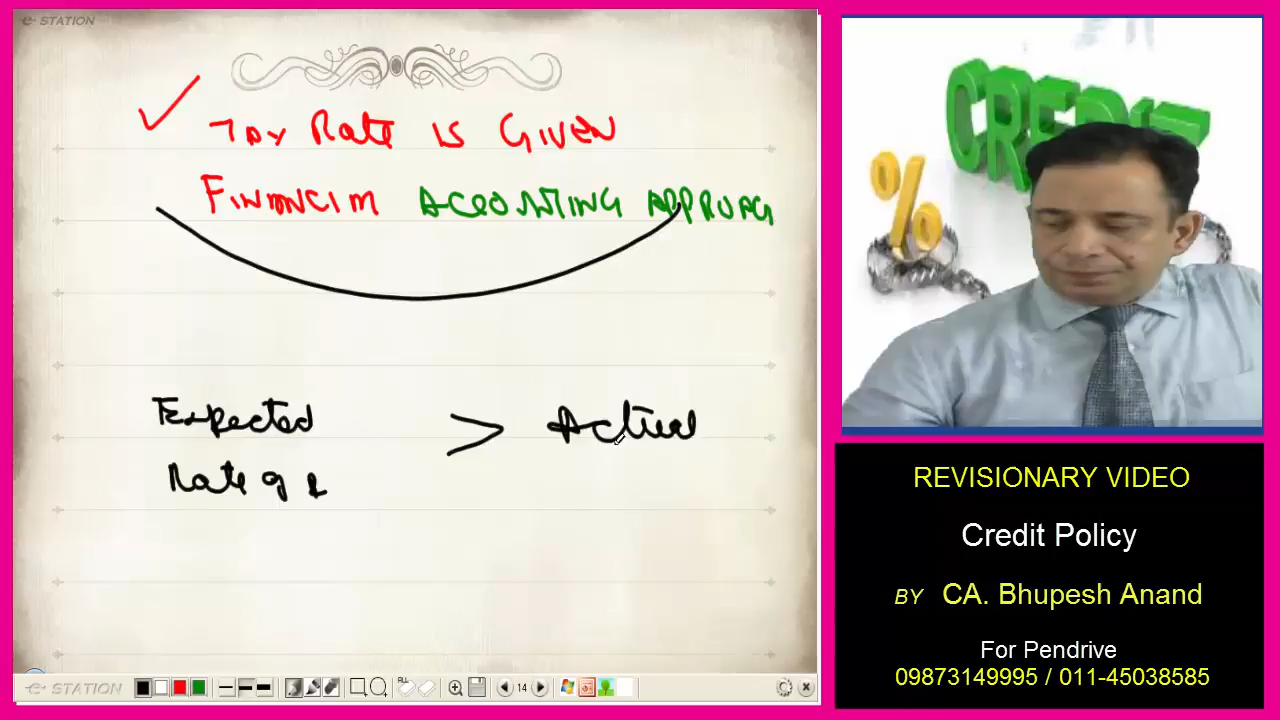 e-STATION
Tax Rate is GIVEN
FINANCIAL ACCOUNTING APPROAC
Expected > Actual
Rate of R
e-STATION
14
CREDIT
%
REVISIONARY VIDEO
Credit Policy
BY CA. Bhupesh Anand
For Pendrive
09873149995 / 011-45038585